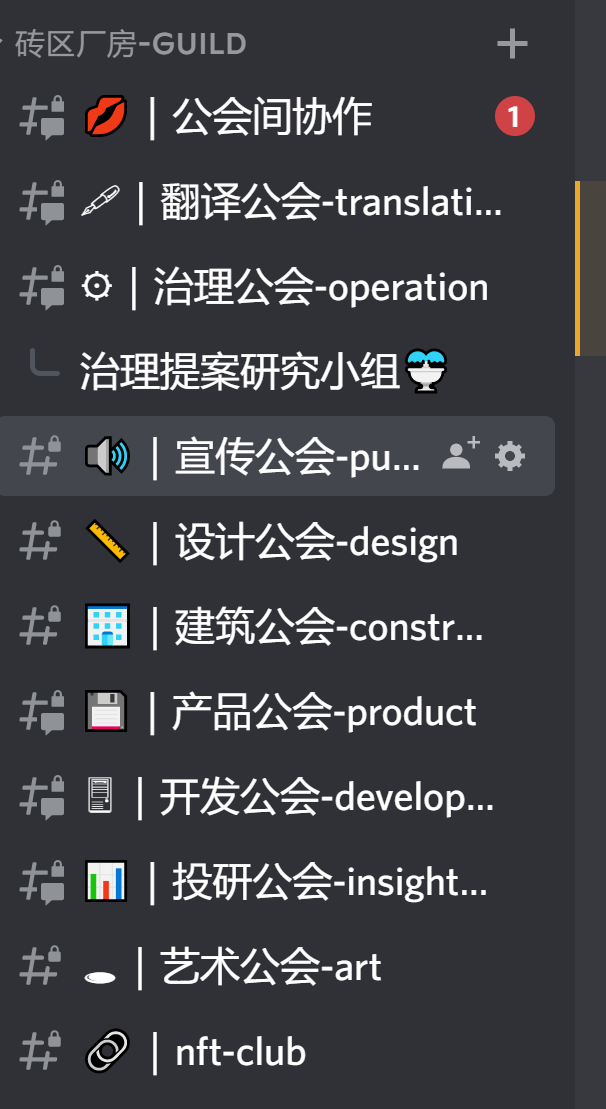 砖区厂房-GUILD
💋 | 公会间协作 1
🖋 | 翻译公会-translati...
⚙ | 治理公会-operation
治理提案研究小组🍨
🔊 | 宣传公会-pu...
📏 | 设计公会-design
🏢 | 建筑公会-constr...
💾 | 产品公会-product
🖥 | 开发公会-develop...
📊 | 投研公会-insight...
🕳 | 艺术公会-art
🔗 | nft-club